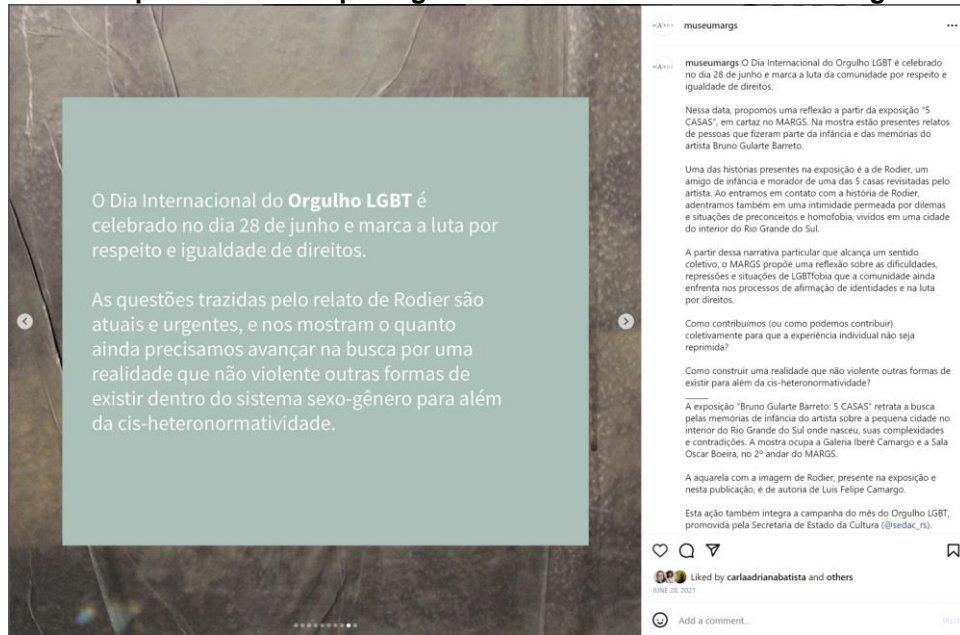 museumargs
O Dia Internacional do Orgulho LGBT é
celebrado no dia 28 de junho e marca a luta por
respeito e igualdade de direitos.
As questões trazidas pelo relato de Rodier são
atuais e urgentes, e nos mostram o quanto
ainda precisamos avançar na busca por uma
realidade que não violente outras formas de
existir dentro do sistema sexo-gênero para além
da cis-heteronormatividade.
museumargs O Dia Internacional do Orgulho LGBT é celebrado
no dia 28 de junho e marca a luta da comunidade por respeito e
igualdade de direitos.
Nessa data, propomos uma reflexão a partir da exposição "5
CASAS", em cartaz no MARGS. Na mostra estão presentes relatos
de pessoas que fizeram parte da infância e das memórias do
artista Bruno Gularte Barreto.
Uma das histórias presentes na exposição é a de Rodier, um
amigo de infância e morador de uma das 5 casas revisitadas pelo
artista. Ao entramos em contato com a história de Rodier,
adentramos também em uma intimidade permeada por dilemas
e situações de preconceitos e homofobia, vividos em uma cidade
do interior do Rio Grande do Sul.
A partir dessa narrativa particular que alcança um sentido
coletivo, o MARGS propõe uma reflexão sobre as dificuldades,
repressões e situações de LGBTfobia que a comunidade ainda
enfrenta nos processos de afirmação de identidades e na luta
por direitos.
Como contribuímos (ou como podemos contribuir)
coletivamente para que a experiência individual não seja
reprimida?
Como construir uma realidade que não violente outras formas de
existir para além da cis-heteronormatividade?
A exposição "Bruno Gularte Barreto: 5 CASAS" retrata a busca
pelas memórias de infância do artista sobre a pequena cidade no
interior do Rio Grande do Sul onde nasceu, suas complexidades
e contradições. A mostra ocupa a Galeria Iberê Camargo e a Sala
Oscar Boeira, no 2º andar do MARGS.
A aquarela com a imagem de Rodier, presente na exposição e
nesta publicação, é de autoria de Luis Felipe Camargo.
Esta ação também integra a campanha do mês do Orgulho LGBT,
promovida pela Secretaria de Estado da Cultura (@sedac_rs).
Liked by carlaadrianabatista and others
JUNE 28, 2021
Add a comment...
Post